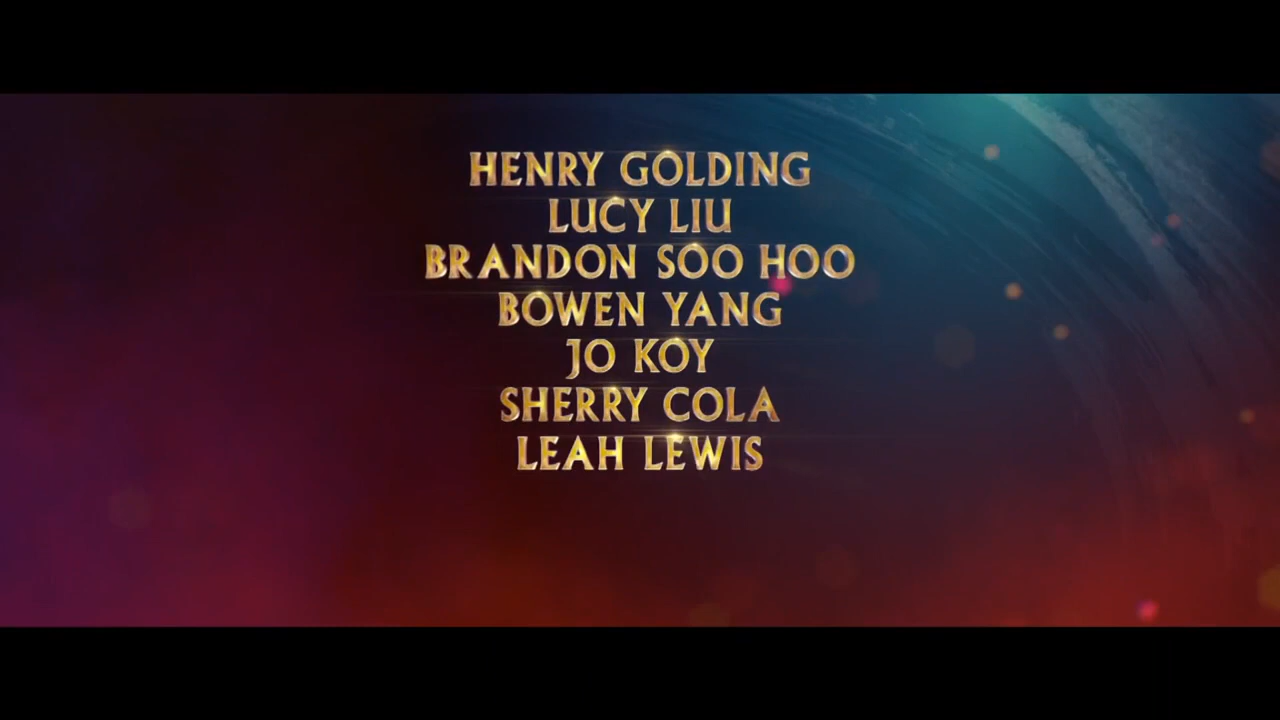 HENRY GOLDING
LUCY LIU
BRANDON SOO HOO
BOWEN YANG
JO KOY
SHERRY COLA
LEAH LEWIS